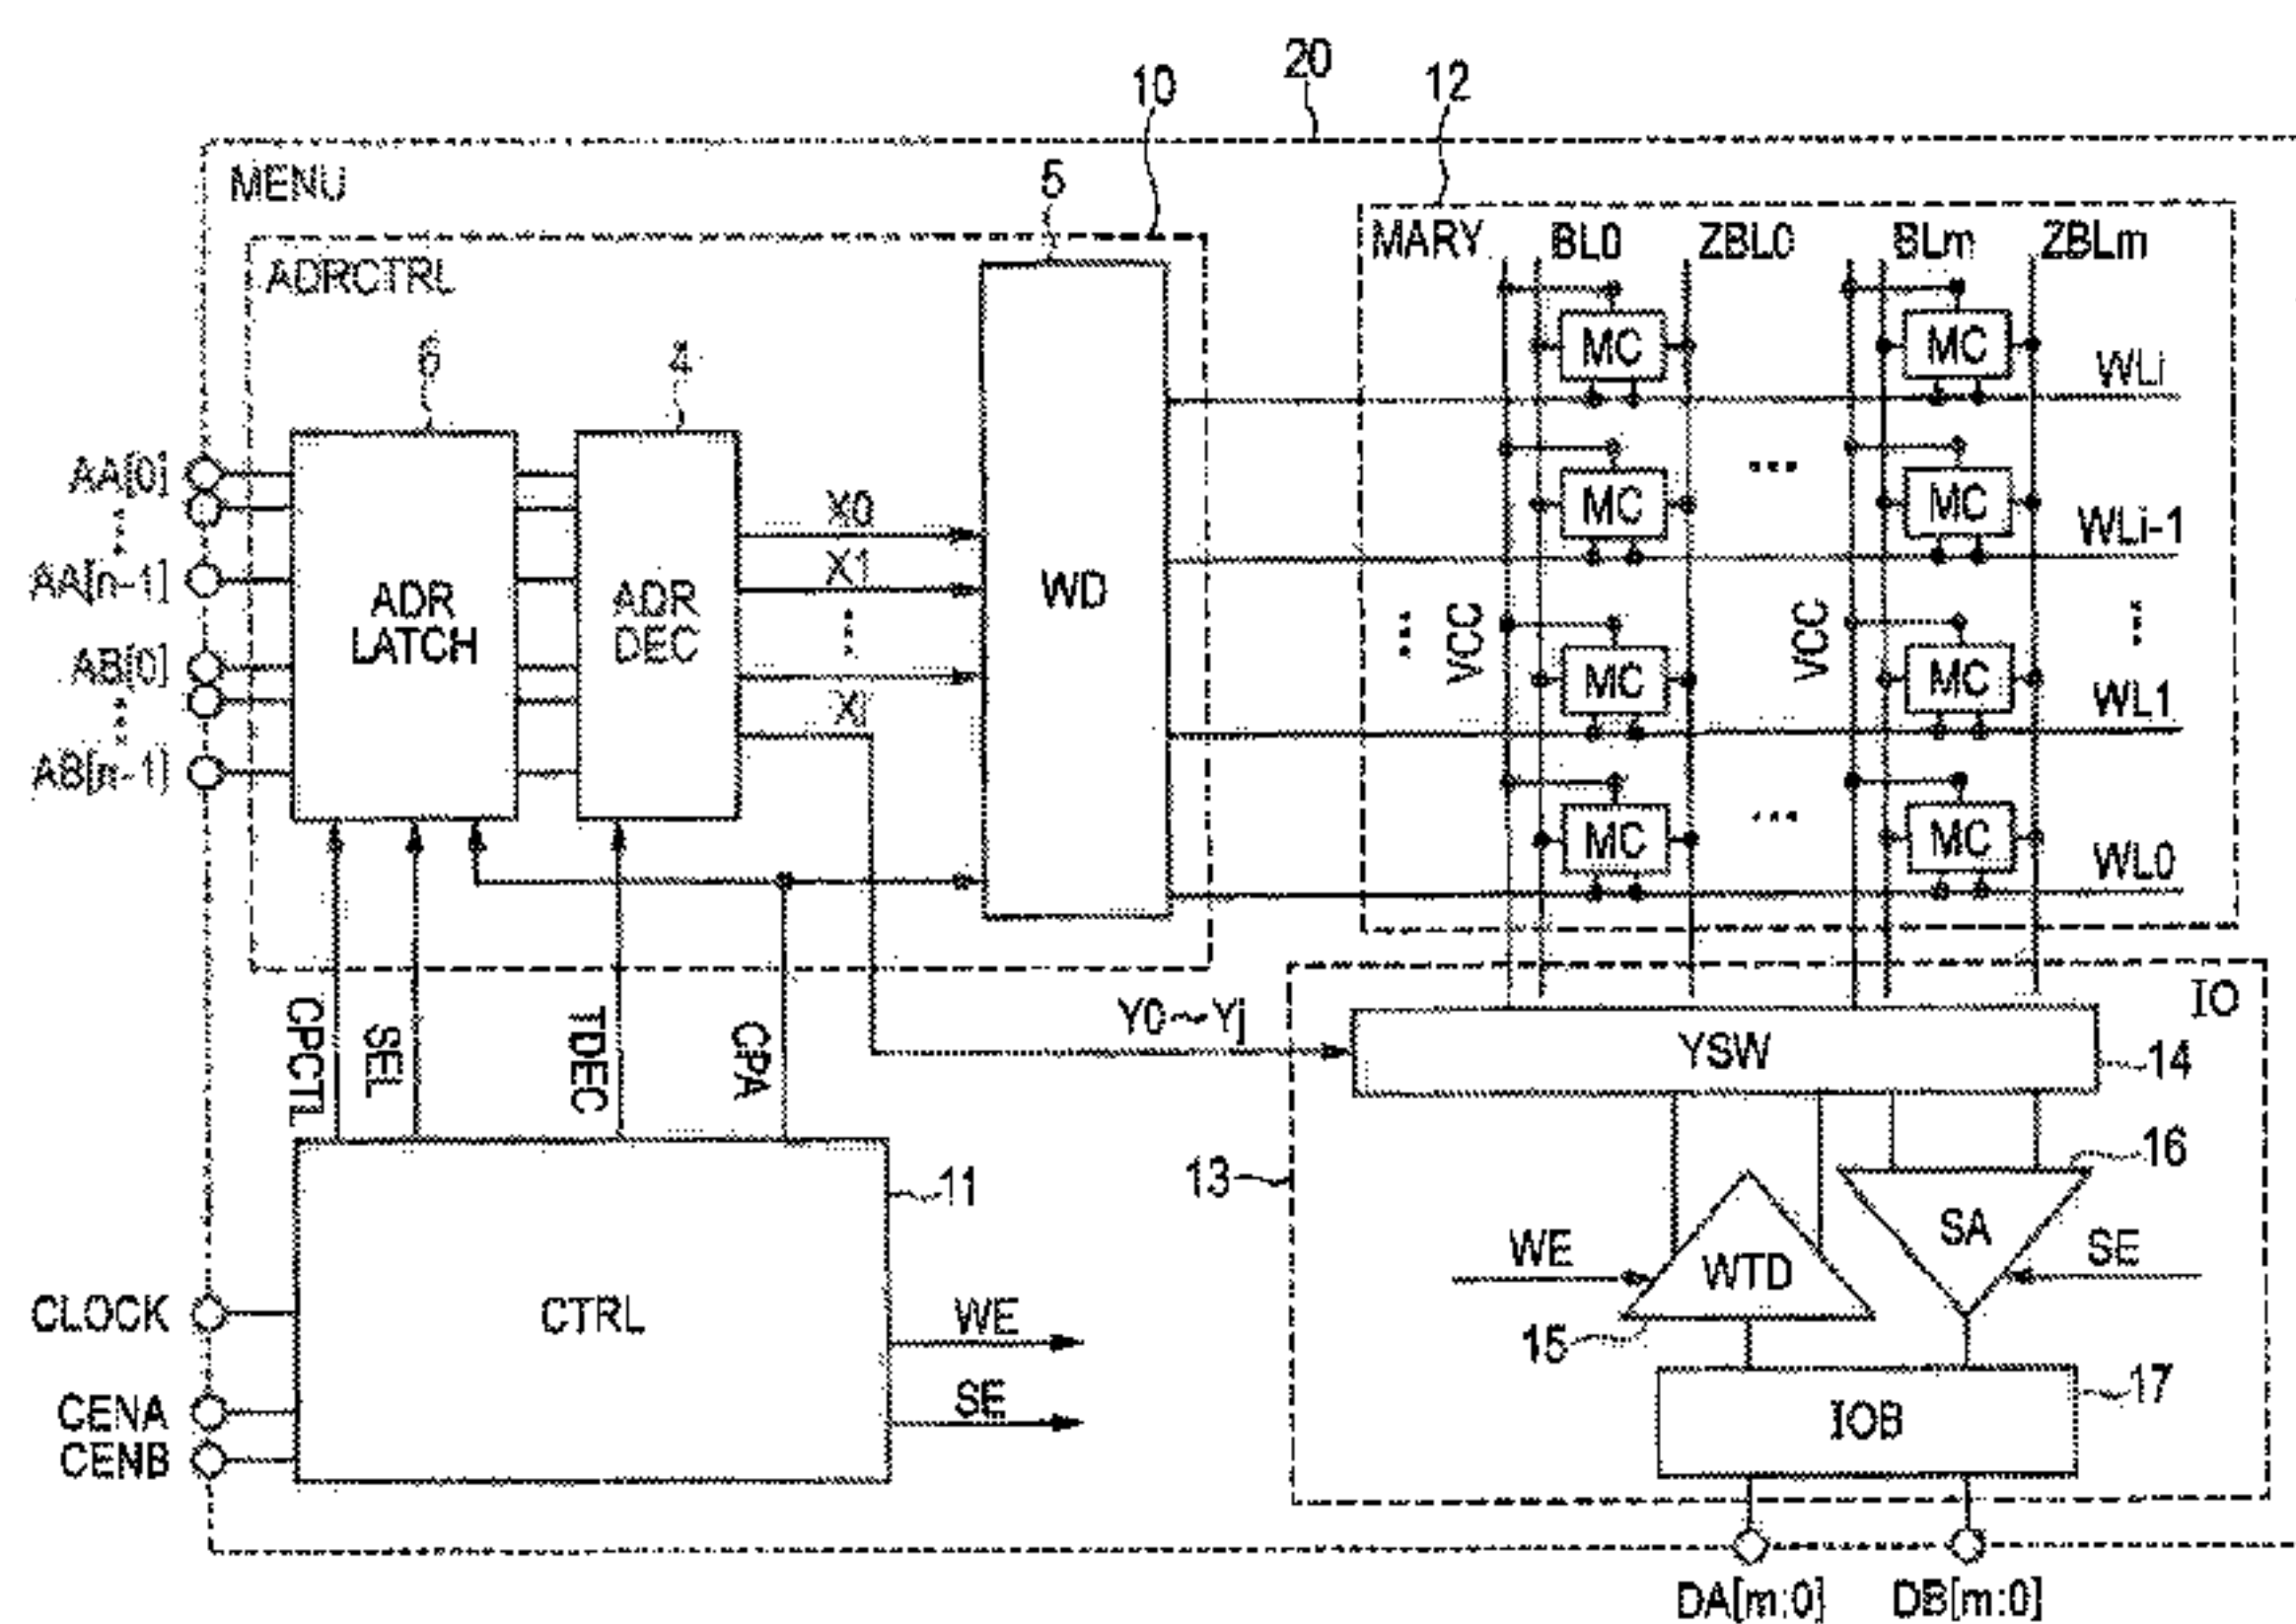 20
10
12
MENU
5
ADRCTRL
MARY
BL0
ZBL0
BLm
ZBLm
6
4
MC
MC
WLi
AA[0]
AA[n-1]
AB[0]
AB[n-1]
ADR
LATCH
ADR
DEC
X0
X1
WD
MC
MC
WLi-1
VCC
VCC
MC
MC
WL1
MC
MC
WL0
CPCTL
SEL
TDEC
CPA
Y0~Yj
IO
YSW
14
13
16
11
WE
WTD
SA
SE
15
CLOCK
CTRL
WE
CENA
SE
CENB
IOB
17
DA[m:0]
DB[m:0]